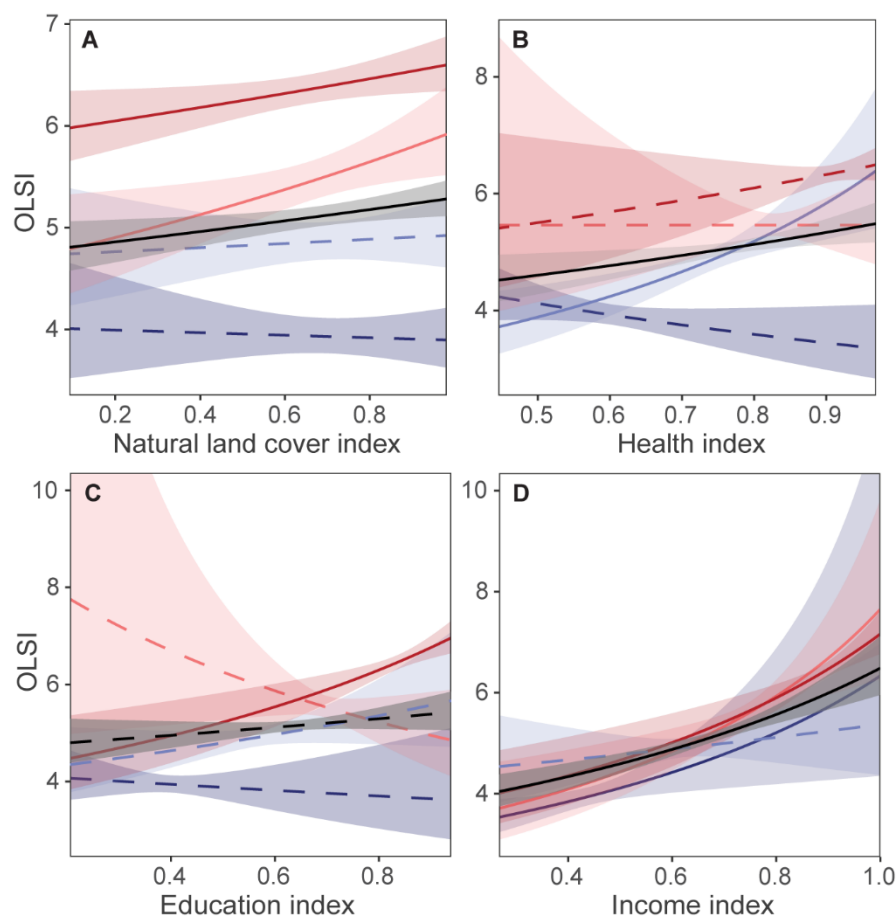 A
7
6
5
4
OLSI
0.2 0.4 0.6 0.8
Natural land cover index
B
8
6
4
0.5 0.6 0.7 0.8 0.9
Health index
C
10
8
6
4
OLSI
0.4 0.6 0.8
Education index
D
10
8
6
4
0.4 0.6 0.8 1.0
Income index